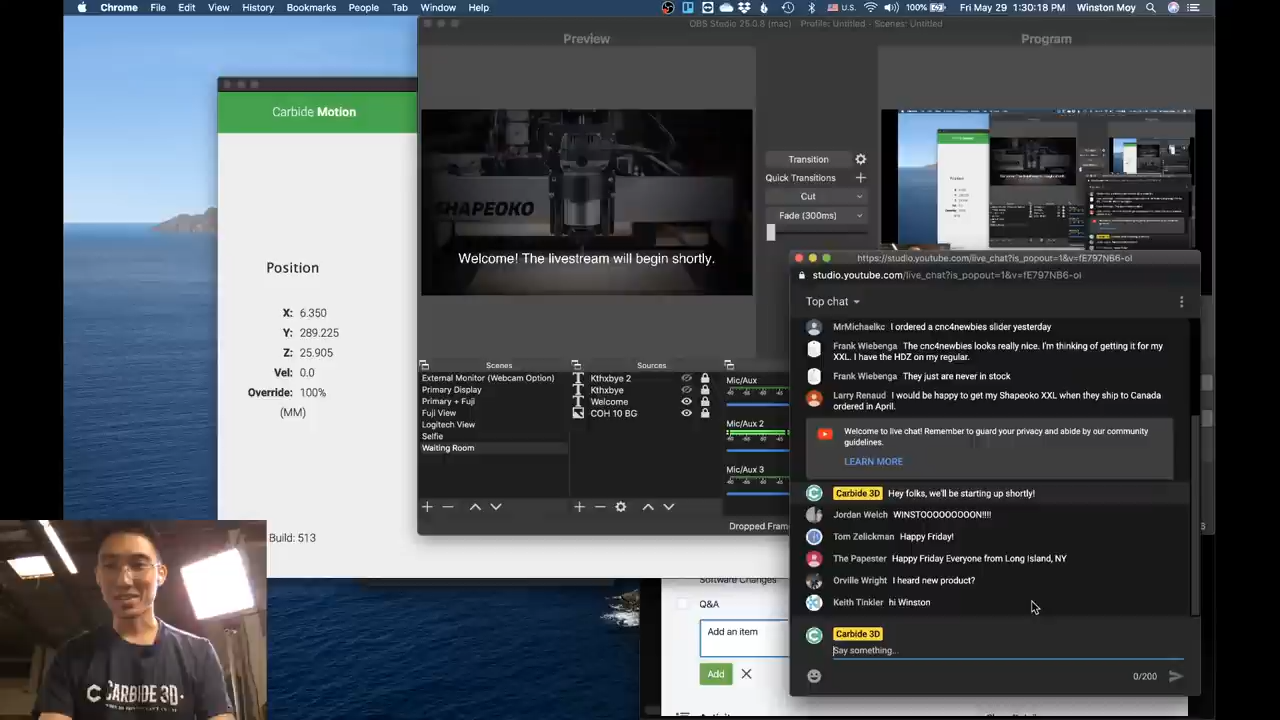 Chrome File Edit View History Bookmarks People Tab Window Help
U.S. 100% Fri May 29 1:30:18 PM Winston Moy
OBS Studio 25.0.8 (mac) - Profile: Untitled - Scenes: Untitled
Preview
Program
Carbide Motion
SHAPEOKO
Welcome! The livestream will begin shortly.
Transition
Quick Transitions
Cut
Fade (300ms)
Position
X: 6.350
Y: 289.225
Z: 25.905
Vel: 0.0
Override: 100%
(MM)
Build: 513
Scenes
External Monitor (Webcam Option)
Primary Display
Primary + Fuji
Fuji View
Logitech View
Selfie
Waiting Room
Sources
Kthxbye 2
Kthxbye
Welcome
COH 10 BG
Mic/Aux
Mic/Aux 2
Mic/Aux 3
Dropped Fram
https://studio.youtube.com/live_chat?is_popout=1&v=fE797NB6-oI
studio.youtube.com/live_chat?is_popout=1&v=fE797NB6-oI
Top chat
MrMichaelkc I ordered a cnc4newbies slider yesterday
Frank Wiebenga The cnc4newbies looks really nice. I'm thinking of getting it for my
XXL. I have the HDZ on my regular.
Frank Wiebenga They just are never in stock
Larry Renaud I would be happy to get my Shapeoko XXL when they ship to Canada
ordered in April.
Welcome to live chat! Remember to guard your privacy and abide by our community
guidelines.
LEARN MORE
Carbide 3D Hey folks, we'll be starting up shortly!
Jordan Welch WINSTOOOOOOOOON!!!!
Tom Zelickman Happy Friday!
The Papester Happy Friday Everyone from Long Island, NY
Orville Wright I heard new product?
Keith Tinkler hi Winston
Carbide 3D
Say something...
0/200
Software Changes
Q&A
Add an item
Add
CARBIDE 3D